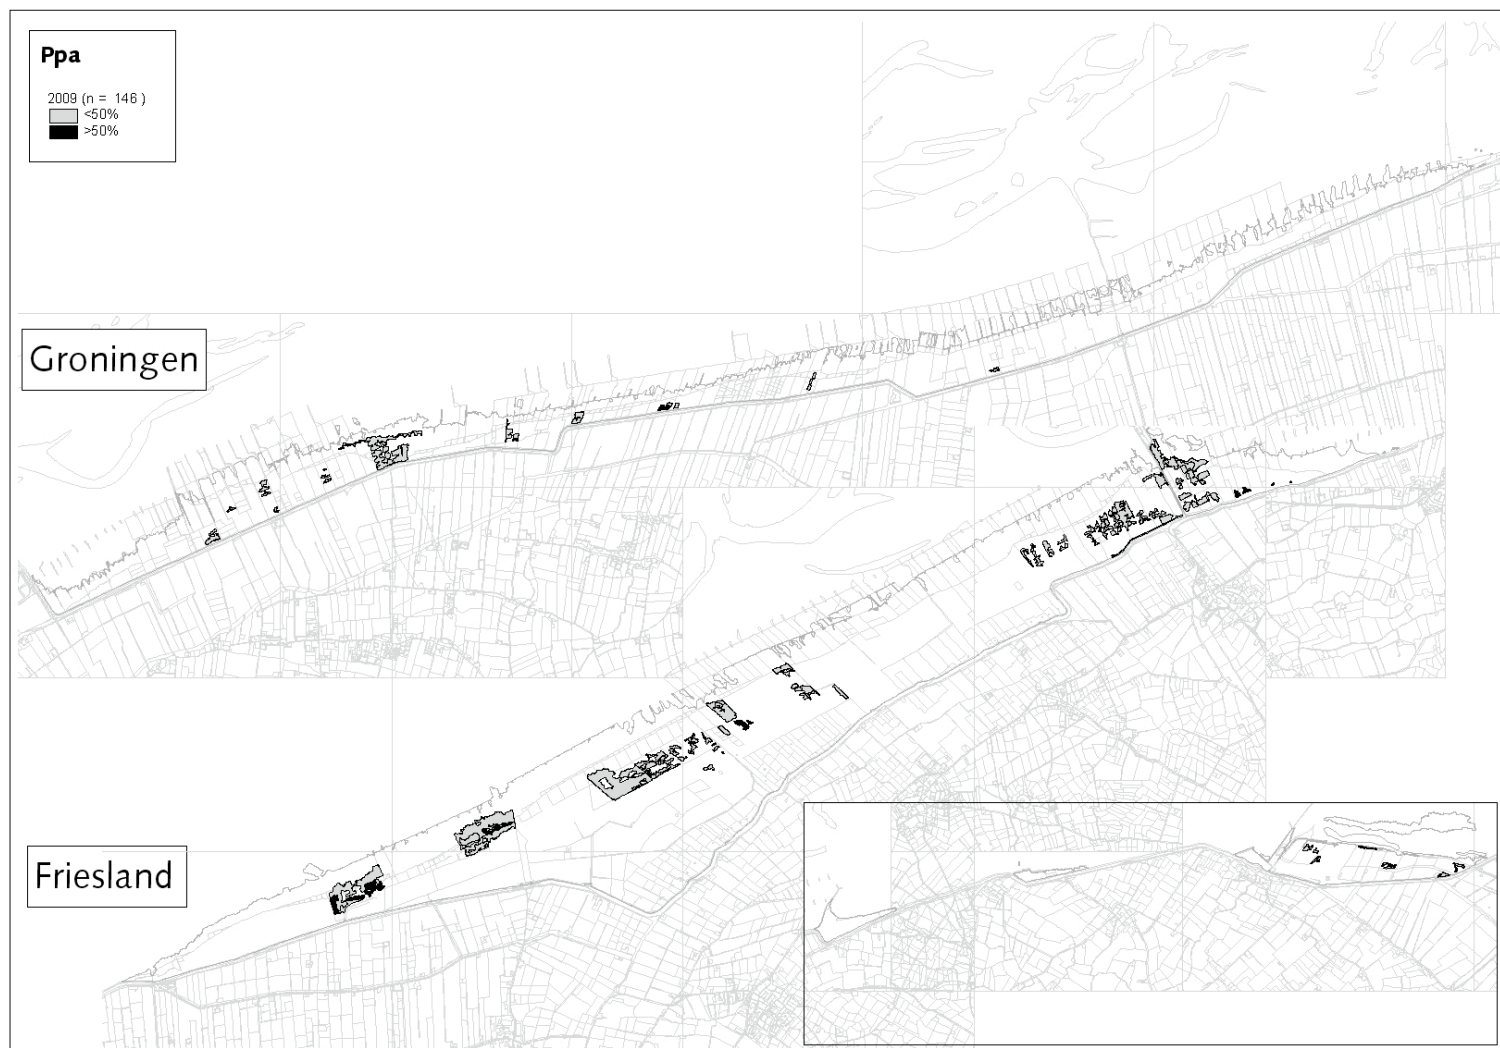 Ppa
2009 (n = 146 )
<50%
>50%
Groningen
Friesland